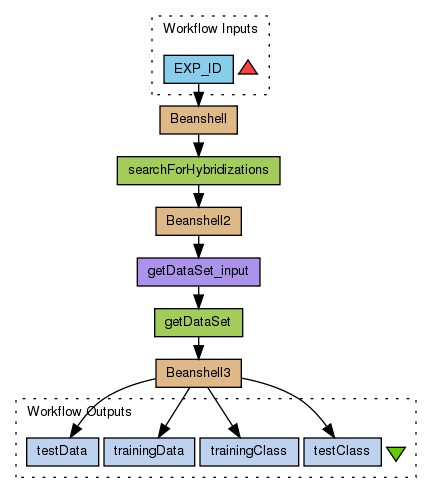 Workflow Inputs
EXP_ID
Beanshell
searchForHybridizations
Beanshell2
getDataSet_input
getDataSet
Beanshell3
Workflow Outputs
testData trainingData trainingClass testClass